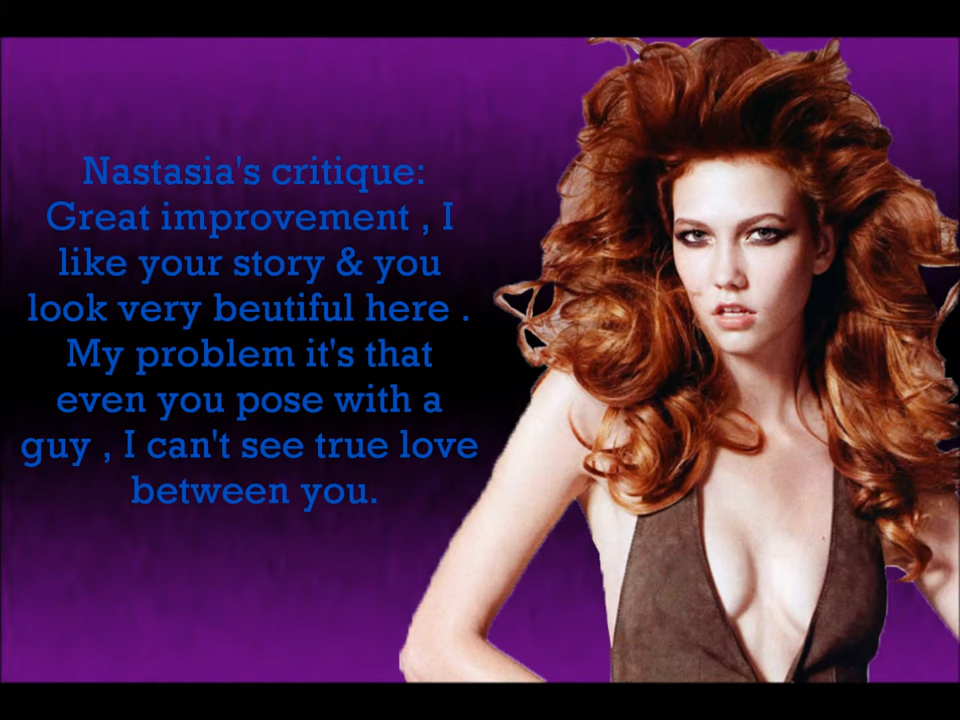 Nastasia's critique:
Great improvement , I
like your story & you
look very beutiful here .
My problem it's that
even you pose with a
guy , I can't see true love
between you.